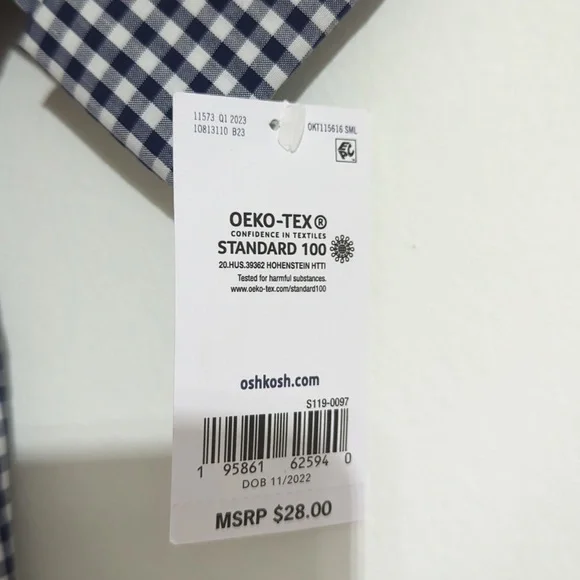 11573 Q1 2023
10813110 B23
OKT115616 SML
OEKO-TEX®
CONFIDENCE IN TEXTILES
STANDARD 100
20.HUS.39362 HOHENSTEIN HTTI
Tested for harmful substances.
www.oeko-tex.com/standard100
oshkosh.com
S119-0097
1 95861 62594 0
DOB 11/2022
MSRP $28.00